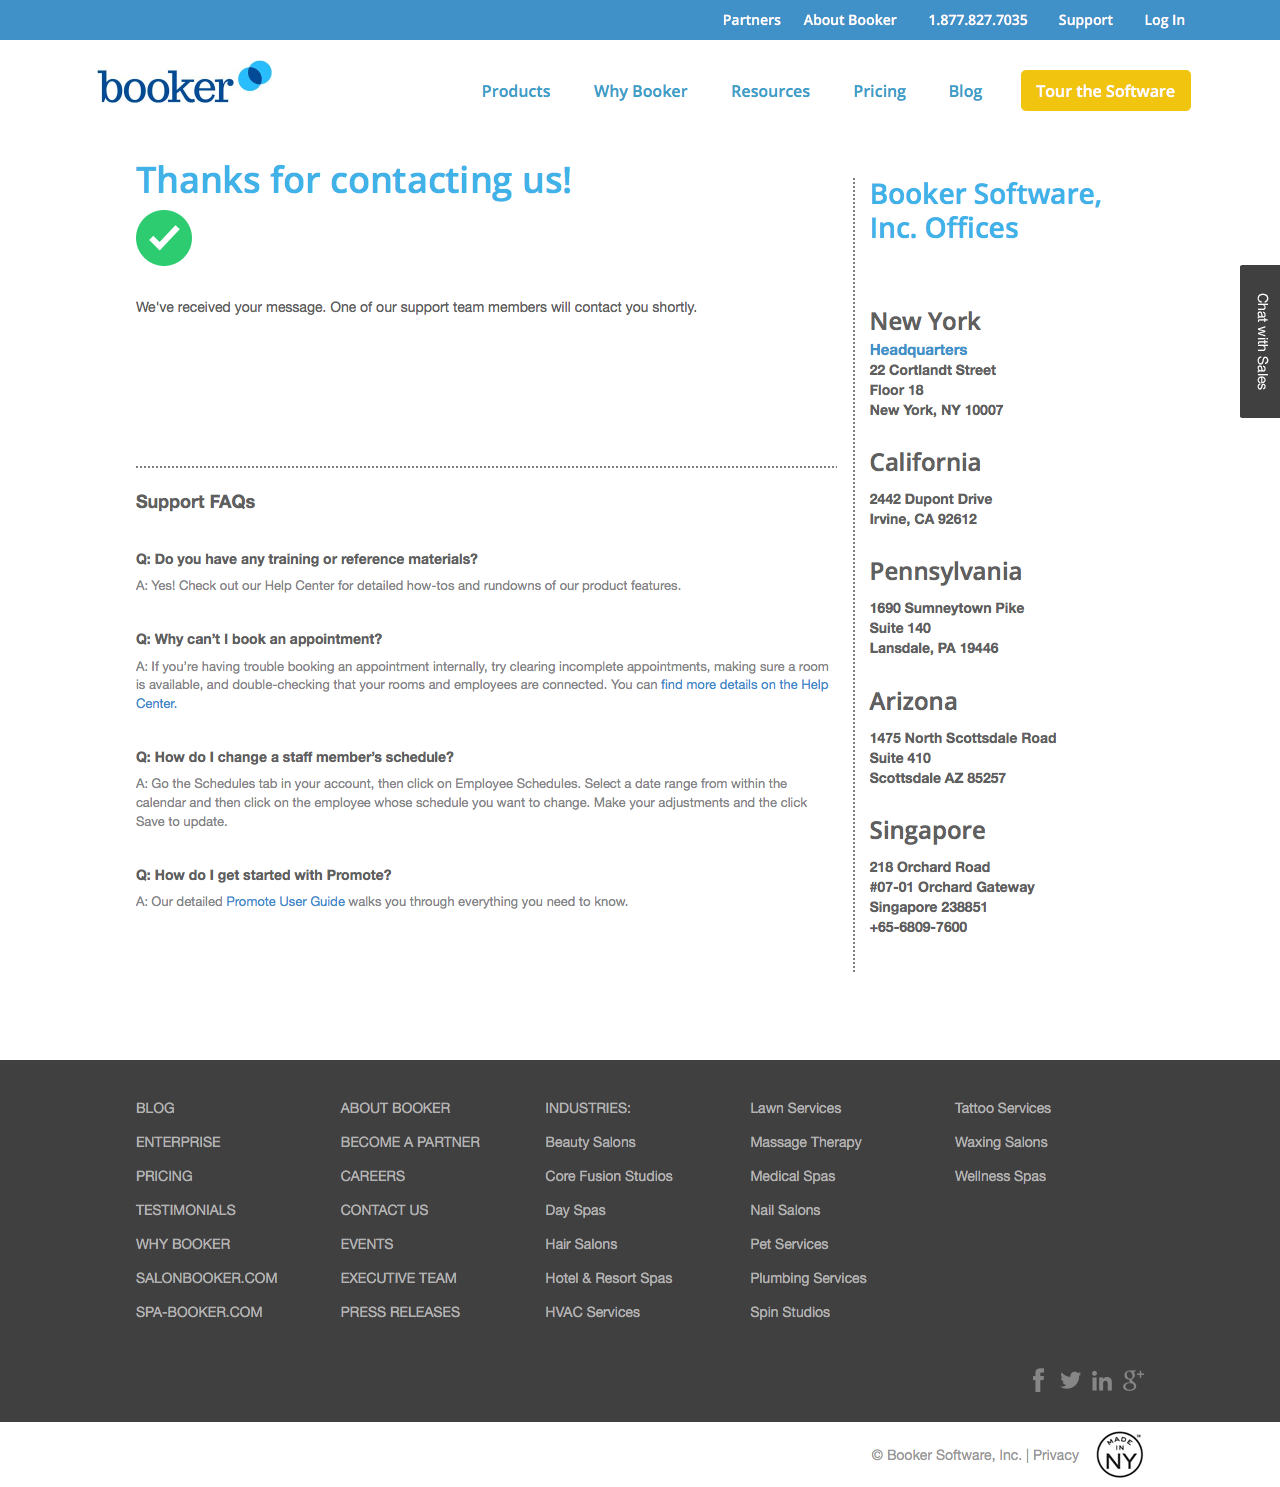 Partners About Booker 1.877.827.7035 Support Log In
booker
Products Why Booker Resources Pricing Blog Tour the Software
Thanks for contacting us!
We've received your message. One of our support team members will contact you shortly.
Support FAQs
Q: Do you have any training or reference materials?
A: Yes! Check out our Help Center for detailed how-tos and rundowns of our product features.
Q: Why can’t I book an appointment?
A: If you’re having trouble booking an appointment internally, try clearing incomplete appointments, making sure a room
is available, and double-checking that your rooms and employees are connected. You can find more details on the Help
Center.
Q: How do I change a staff member’s schedule?
A: Go the Schedules tab in your account, then click on Employee Schedules. Select a date range from within the
calendar and then click on the employee whose schedule you want to change. Make your adjustments and the click
Save to update.
Q: How do I get started with Promote?
A: Our detailed Promote User Guide walks you through everything you need to know.
Booker Software,
Inc. Offices
New York
Headquarters
22 Cortlandt Street
Floor 18
New York, NY 10007
California
2442 Dupont Drive
Irvine, CA 92612
Pennsylvania
1690 Sumneytown Pike
Suite 140
Lansdale, PA 19446
Arizona
1475 North Scottsdale Road
Suite 410
Scottsdale AZ 85257
Singapore
218 Orchard Road
#07-01 Orchard Gateway
Singapore 238851
+65-6809-7600
Chat with Sales
BLOG
ENTERPRISE
PRICING
TESTIMONIALS
WHY BOOKER
SALONBOOKER.COM
SPA-BOOKER.COM
ABOUT BOOKER
BECOME A PARTNER
CAREERS
CONTACT US
EVENTS
EXECUTIVE TEAM
PRESS RELEASES
INDUSTRIES:
Beauty Salons
Core Fusion Studios
Day Spas
Hair Salons
Hotel & Resort Spas
HVAC Services
Lawn Services
Massage Therapy
Medical Spas
Nail Salons
Pet Services
Plumbing Services
Spin Studios
Tattoo Services
Waxing Salons
Wellness Spas
© Booker Software, Inc. | Privacy
MADE
IN
NY